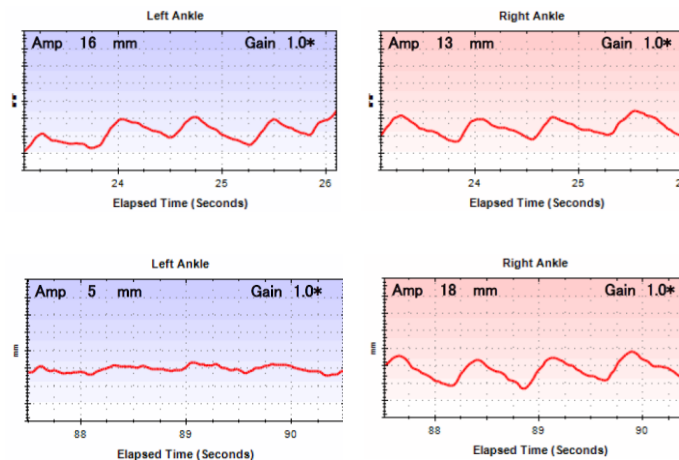 Left Ankle
Amp 16 mm Gain 1.0*
24 25 26
Elapsed Time (Seconds)
Right Ankle
Amp 13 mm Gain 1.0*
24 25 2
Elapsed Time (Seconds)
Left Ankle
Amp 5 mm Gain 1.0*
mm
88 89 90
Elapsed Time (Seconds)
Right Ankle
Amp 18 mm Gain 1.0*
mm
88 89 90
Elapsed Time (Seconds)